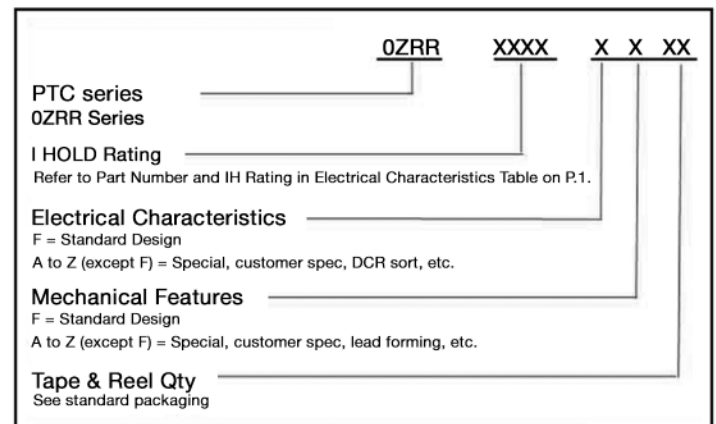 0ZRR XXXX X X XX
PTC series
0ZRR Series
I HOLD Rating
Refer to Part Number and IH Rating in Electrical Characteristics Table on P.1.
Electrical Characteristics
F = Standard Design
A to Z (except F) = Special, customer spec, DCR sort, etc.
Mechanical Features
F = Standard Design
A to Z (except F) = Special, customer spec, lead forming, etc.
Tape & Reel Qty
See standard packaging